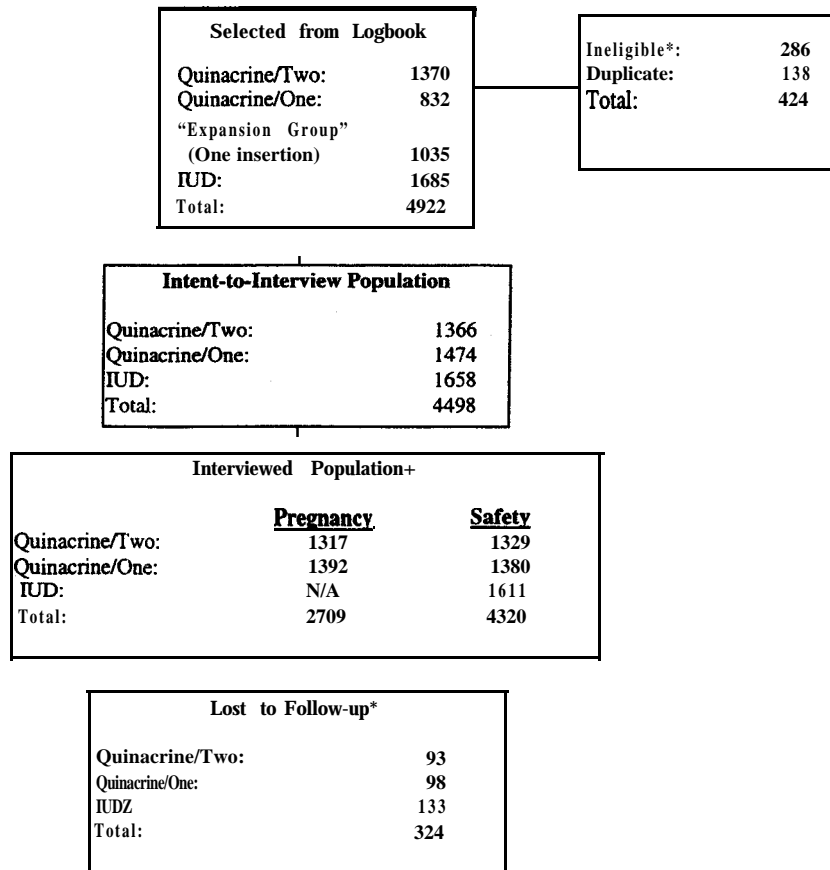 Selected from Logbook
Quinacrine/Two: 1370
Quinacrine/One: 832
“Expansion Group”
(One insertion) 1035
IUD: 1685
Total: 4922
Ineligible*: 286
Duplicate: 138
Total: 424
Intent-to-Interview Population
Quinacrine/Two: 1366
Quinacrine/One: 1474
IUD: 1658
Total: 4498
Interviewed Population+
Pregnancy Safety
Quinacrine/Two: 1317 1329
Quinacrine/One: 1392 1380
IUD: N/A 1611
Total: 2709 4320
Lost to Follow-up*
Quinacrine/Two: 93
Quinacrine/One: 98
IUDZ 133
Total: 324